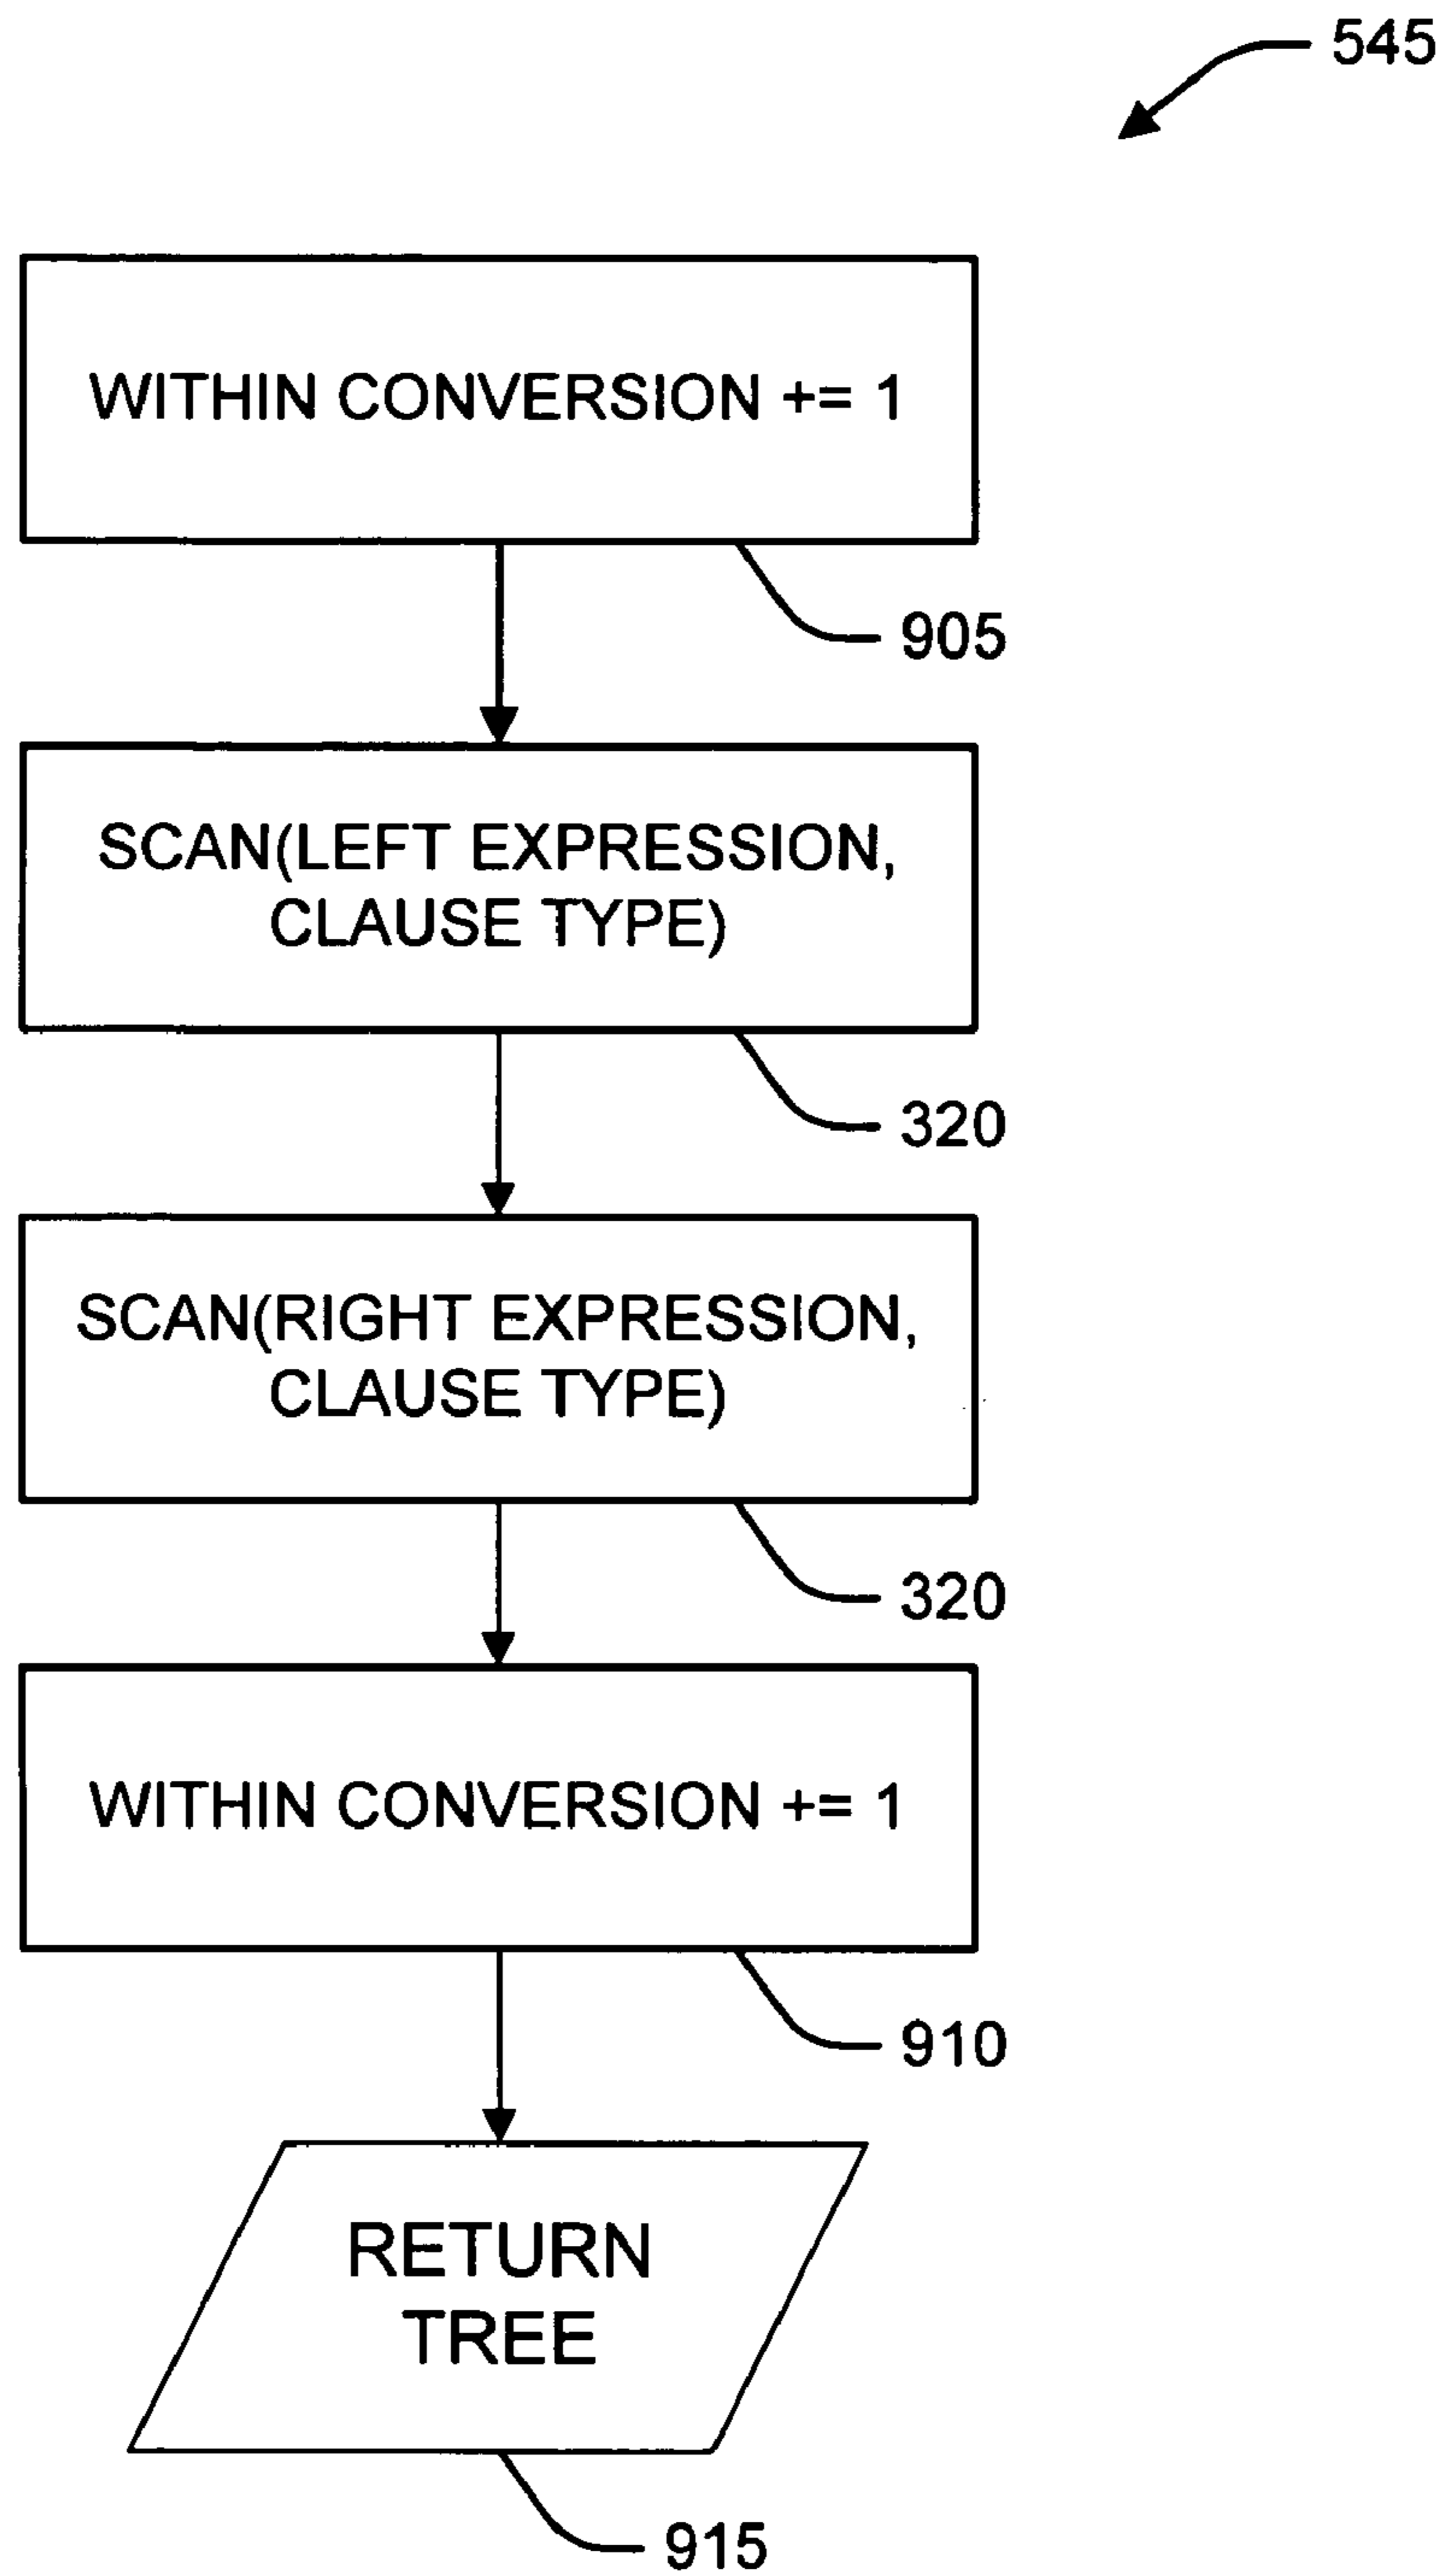 545
WITHIN CONVERSION += 1
905
SCAN(LEFT EXPRESSION,
CLAUSE TYPE)
320
SCAN(RIGHT EXPRESSION,
CLAUSE TYPE)
320
WITHIN CONVERSION += 1
910
RETURN
TREE
915